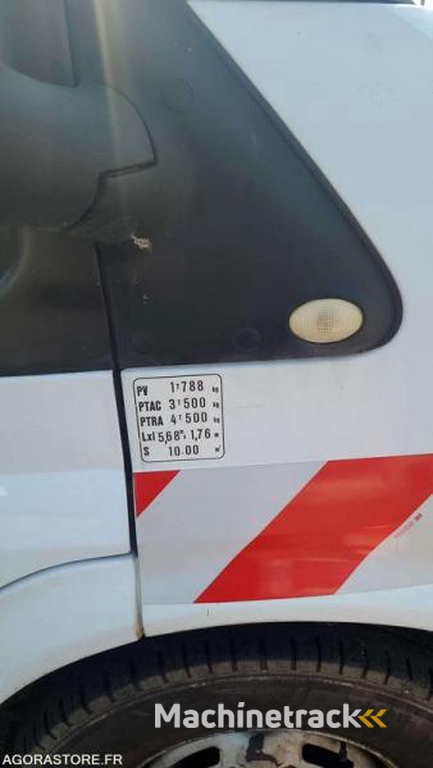 PV 1T788 kg
PTAC 3T500 kg
PTRA 4T500 kg
Lxl 5,68m x 1,76 m
S 10.00 m²
Machinetrack
AGORASTORE.FR